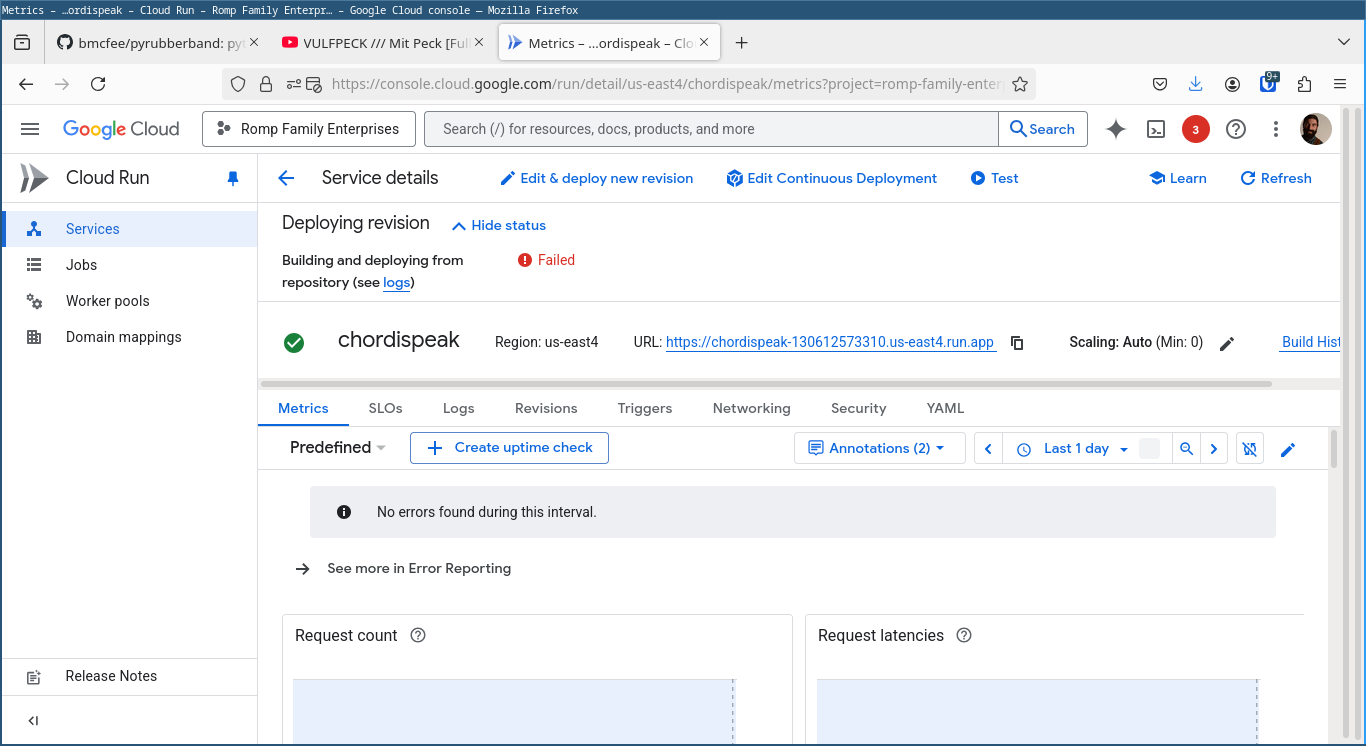 Metrics – …ordispeak – Cloud Run – Romp Family Enterpr… – Google Cloud console — Mozilla Firefox
bmcfee/pyrubberband: pyt
VULFPECK /// Mit Peck [Full
Metrics – …ordispeak – Clo
https://console.cloud.google.com/run/detail/us-east4/chordispeak/metrics?project=romp-family-enter
9+
Google Cloud
Romp Family Enterprises
Search (/) for resources, docs, products, and more
Search
3
Cloud Run
Service details
Edit & deploy new revision
Edit Continuous Deployment
Test
Learn
Refresh
Services
Jobs
Worker pools
Domain mappings
Release Notes
Deploying revision
Hide status
Building and deploying from
repository (see logs)
Failed
chordispeak
Region: us-east4
URL: https://chordispeak-130612573310.us-east4.run.app
Scaling: Auto (Min: 0)
Build Hist
Metrics
SLOs
Logs
Revisions
Triggers
Networking
Security
YAML
Predefined
Create uptime check
Annotations (2)
Last 1 day
No errors found during this interval.
See more in Error Reporting
Request count
Request latencies